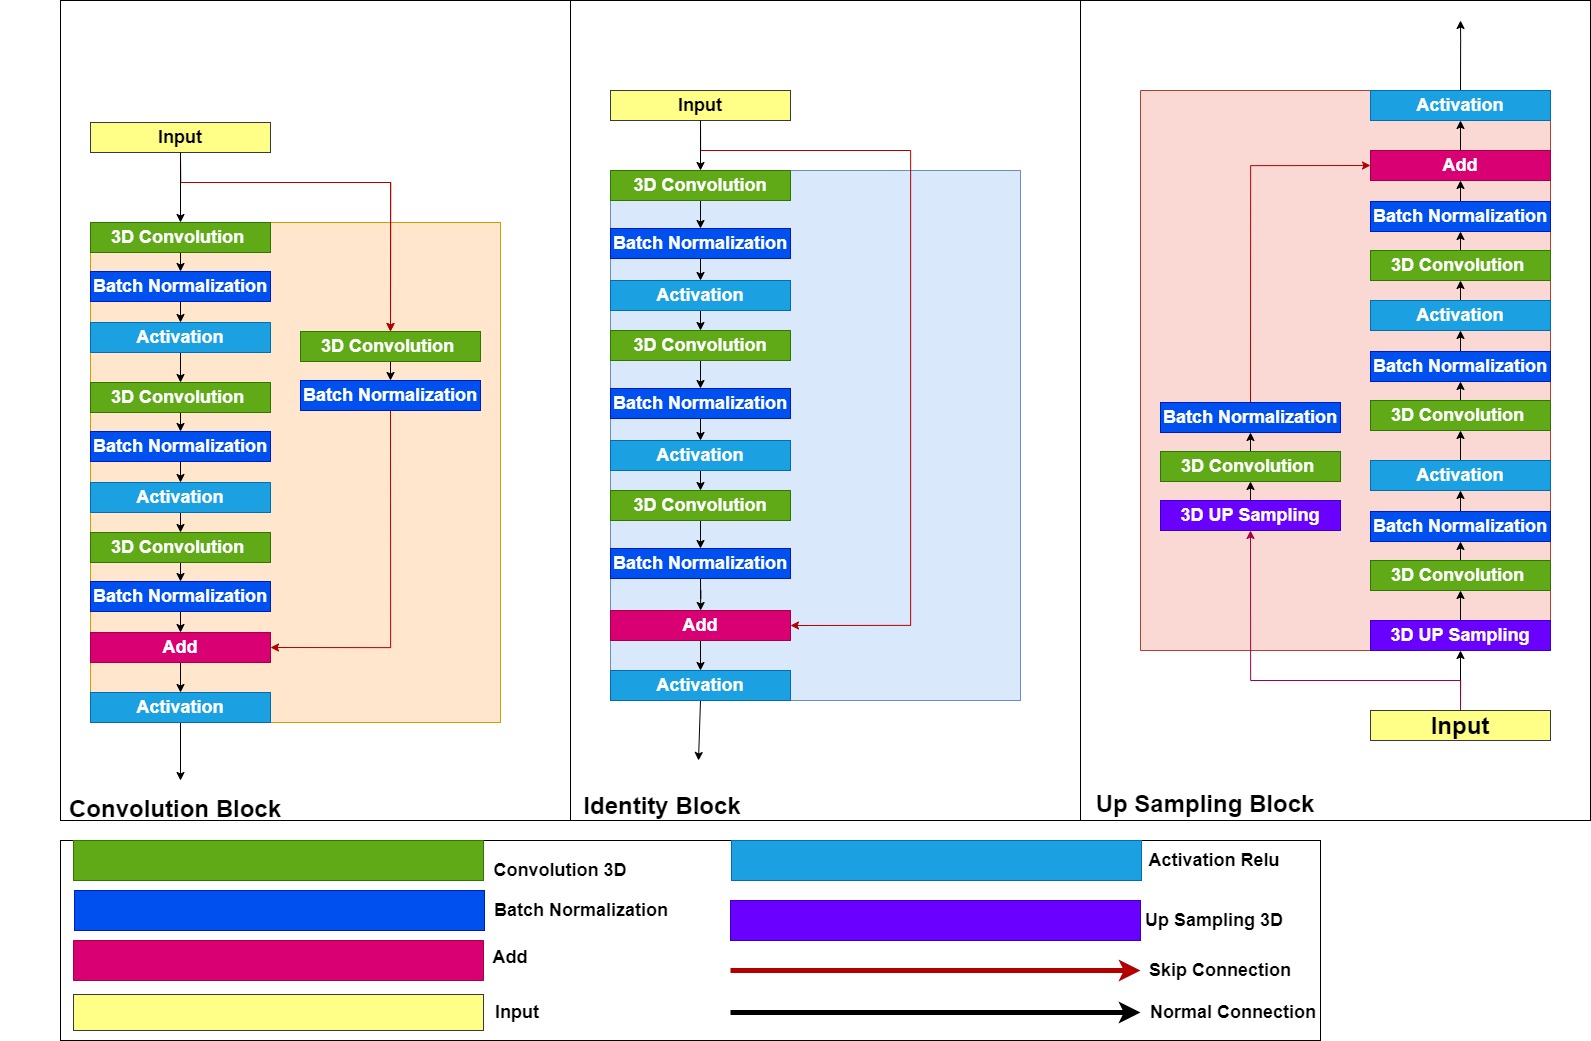 Input
3D Convolution
Batch Normalization
Activation
3D Convolution
Batch Normalization
Activation
3D Convolution
Batch Normalization
Add
Activation
3D Convolution
Batch Normalization
Convolution Block
Input
3D Convolution
Batch Normalization
Activation
3D Convolution
Batch Normalization
Activation
3D Convolution
Batch Normalization
Add
Activation
Identity Block
Activation
Add
Batch Normalization
3D Convolution
Activation
Batch Normalization
3D Convolution
Activation
Batch Normalization
3D Convolution
3D UP Sampling
Batch Normalization
3D Convolution
3D UP Sampling
Input
Up Sampling Block
Convolution 3D
Batch Normalization
Add
Input
Activation Relu
Up Sampling 3D
Skip Connection
Normal Connection